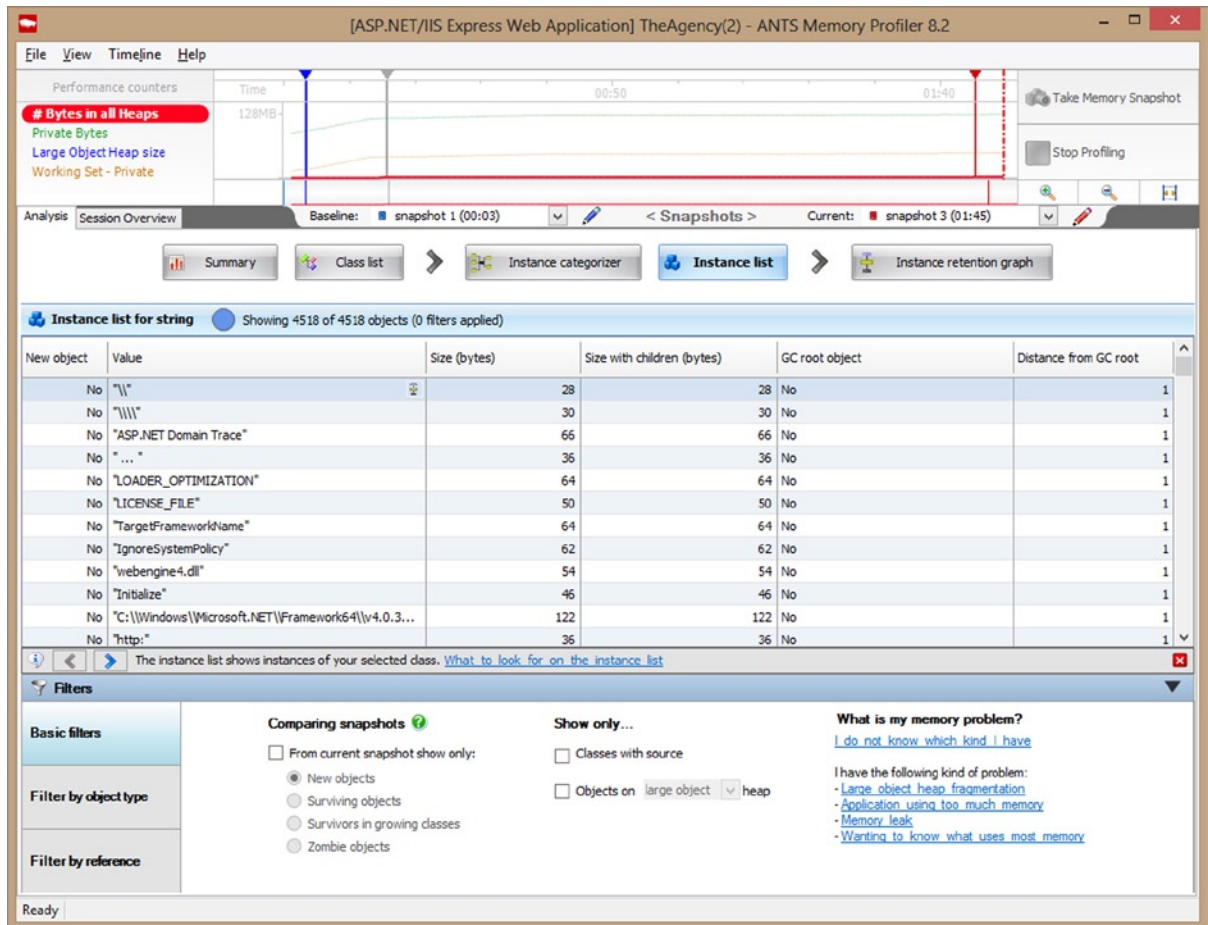 [ASP.NET/IIS Express Web Application] TheAgency(2) - ANTS Memory Profiler 8.2
File View Timeline Help
Performance counters
# Bytes in all Heaps
Private Bytes
Large Object Heap size
Working Set - Private
Time 00:50 01:40
128MB
Take Memory Snapshot
Stop Profiling
Analysis Session Overview Baseline: snapshot 1 (00:03) < Snapshots > Current: snapshot 3 (01:45)
Summary Class list Instance categorizer Instance list Instance retention graph
Instance list for string Showing 4518 of 4518 objects (0 filters applied)
New object Value Size (bytes) Size with children (bytes) GC root object Distance from GC root
No "\\" 28 28 No 1
No "\\\\" 30 30 No 1
No "ASP.NET Domain Trace" 66 66 No 1
No " ... " 36 36 No 1
No "LOADER_OPTIMIZATION" 64 64 No 1
No "LICENSE_FILE" 50 50 No 1
No "TargetFrameworkName" 64 64 No 1
No "IgnoreSystemPolicy" 62 62 No 1
No "webengine4.dll" 54 54 No 1
No "Initialize" 46 46 No 1
No "C:\\Windows\\Microsoft.NET\\Framework64\\v4.0.3... 122 122 No 1
No "http:" 36 36 No 1
The instance list shows instances of your selected class. What to look for on the instance list
Filters
Basic filters
Filter by object type
Filter by reference
Comparing snapshots
From current snapshot show only:
New objects
Surviving objects
Survivors in growing classes
Zombie objects
Show only...
Classes with source
Objects on large object heap
What is my memory problem?
I do not know which kind I have
I have the following kind of problem:
- Large object heap fragmentation
- Application using too much memory
- Memory leak
- Wanting to know what uses most memory
Ready